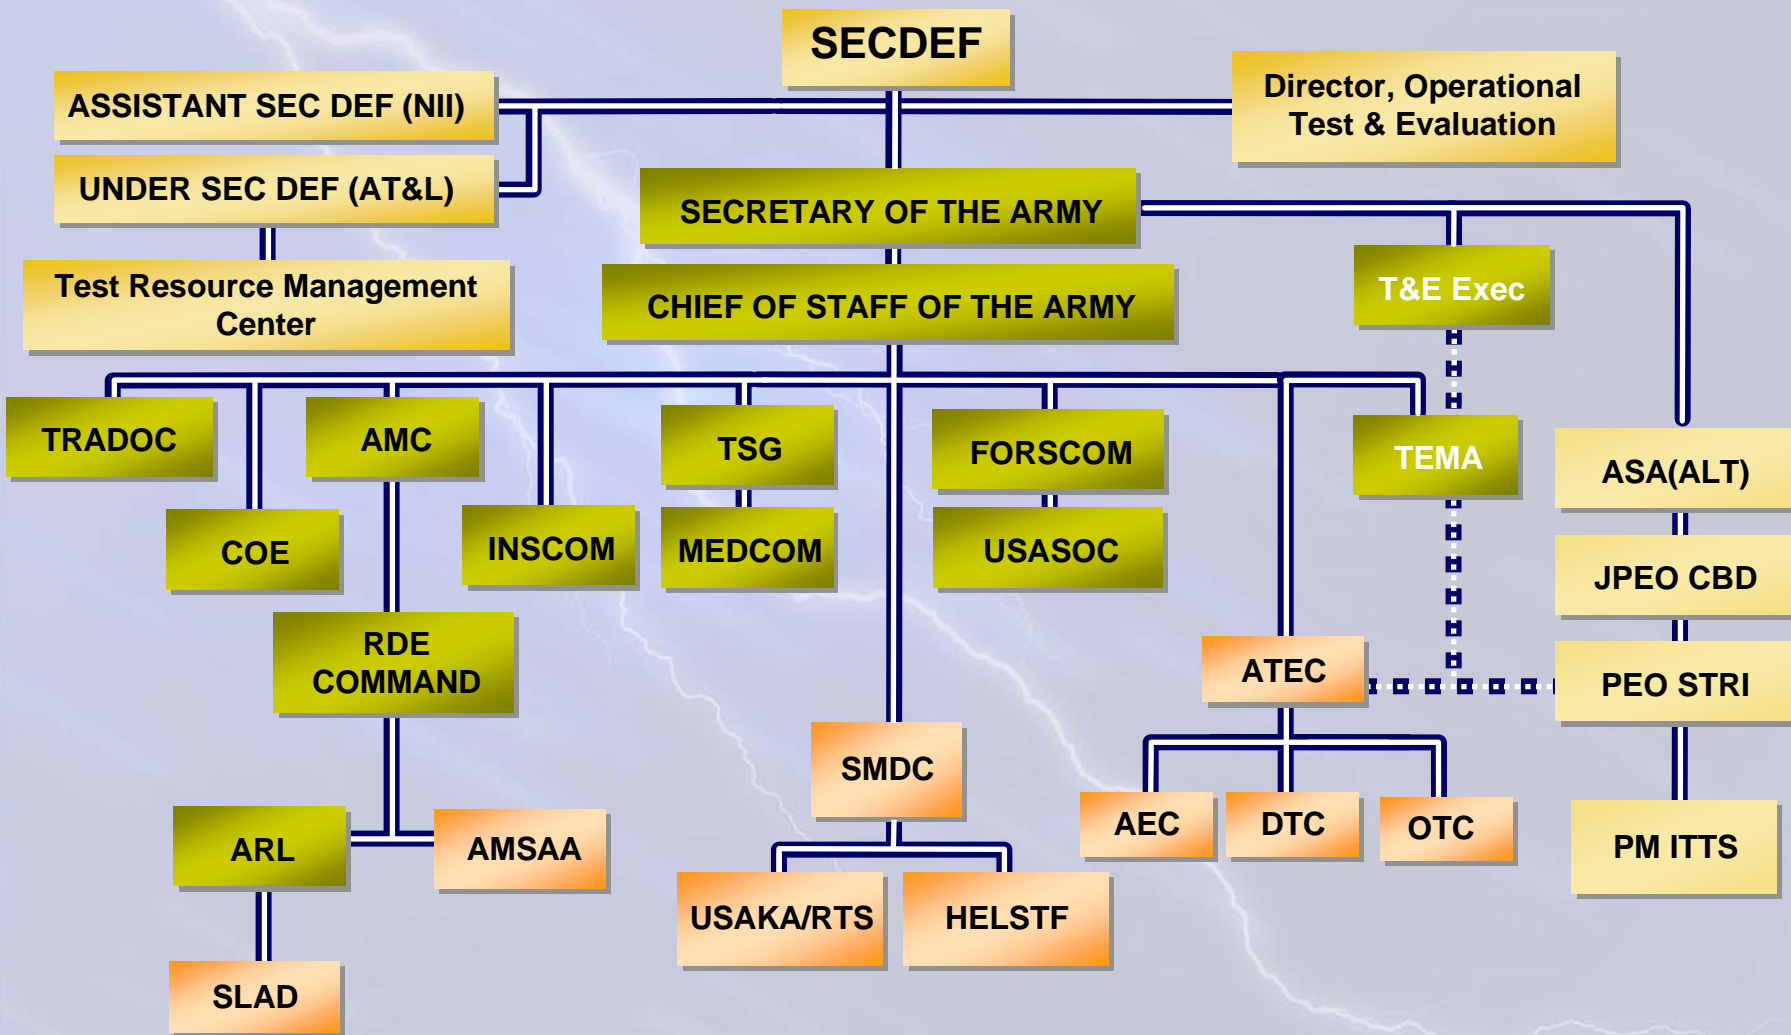 SECDEF
ASSISTANT SEC DEF (NII)
Director, Operational
Test & Evaluation
UNDER SEC DEF (AT&L)
SECRETARY OF THE ARMY
Test Resource Management
Center
CHIEF OF STAFF OF THE ARMY
T&E Exec
TRADOC
AMC
TSG
FORSCOM
TEMA
ASA(ALT)
COE
INSCOM
MEDCOM
USASOC
JPEO CBD
RDE
COMMAND
ATEC
PEO STRI
SMDC
AEC
DTC
OTC
ARL
AMSAA
PM ITTS
USAKA/RTS
HELSTF
SLAD